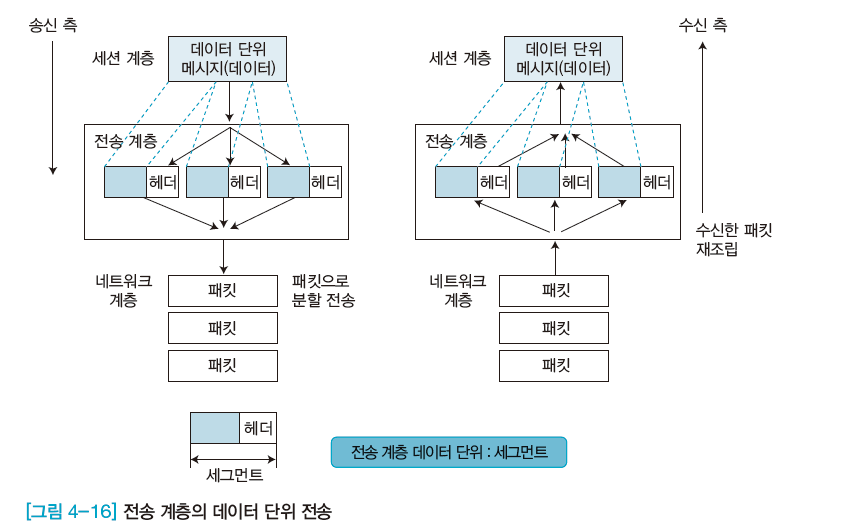 송신 측
수신 측
세션 계층
데이터 단위
메시지(데이터)
세션 계층
데이터 단위
메시지(데이터)
전송 계층
헤더
헤더
헤더
전송 계층
헤더
헤더
헤더
수신한 패킷
재조립
네트워크
계층
패킷
패킷
패킷
패킷으로
분할 전송
네트워크
계층
패킷
패킷
패킷
헤더
세그먼트
전송 계층 데이터 단위 : 세그먼트
[그림 4-16] 전송 계층의 데이터 단위 전송